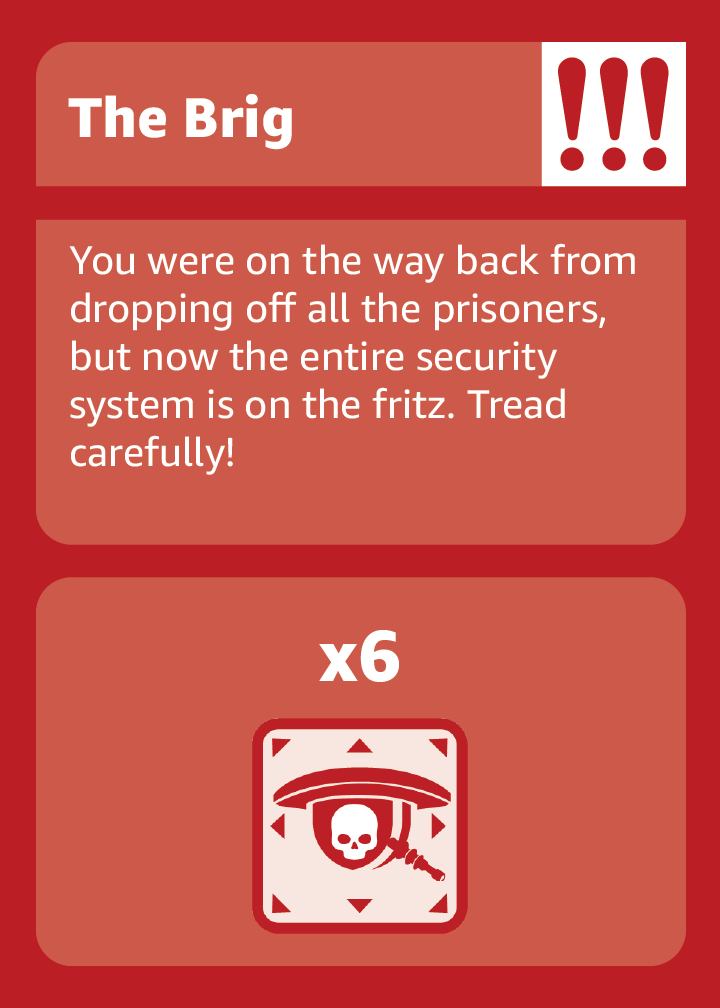 The Brig
!!!
You were on the way back from
dropping off all the prisoners,
but now the entire security
system is on the fritz. Tread
carefully!
x6